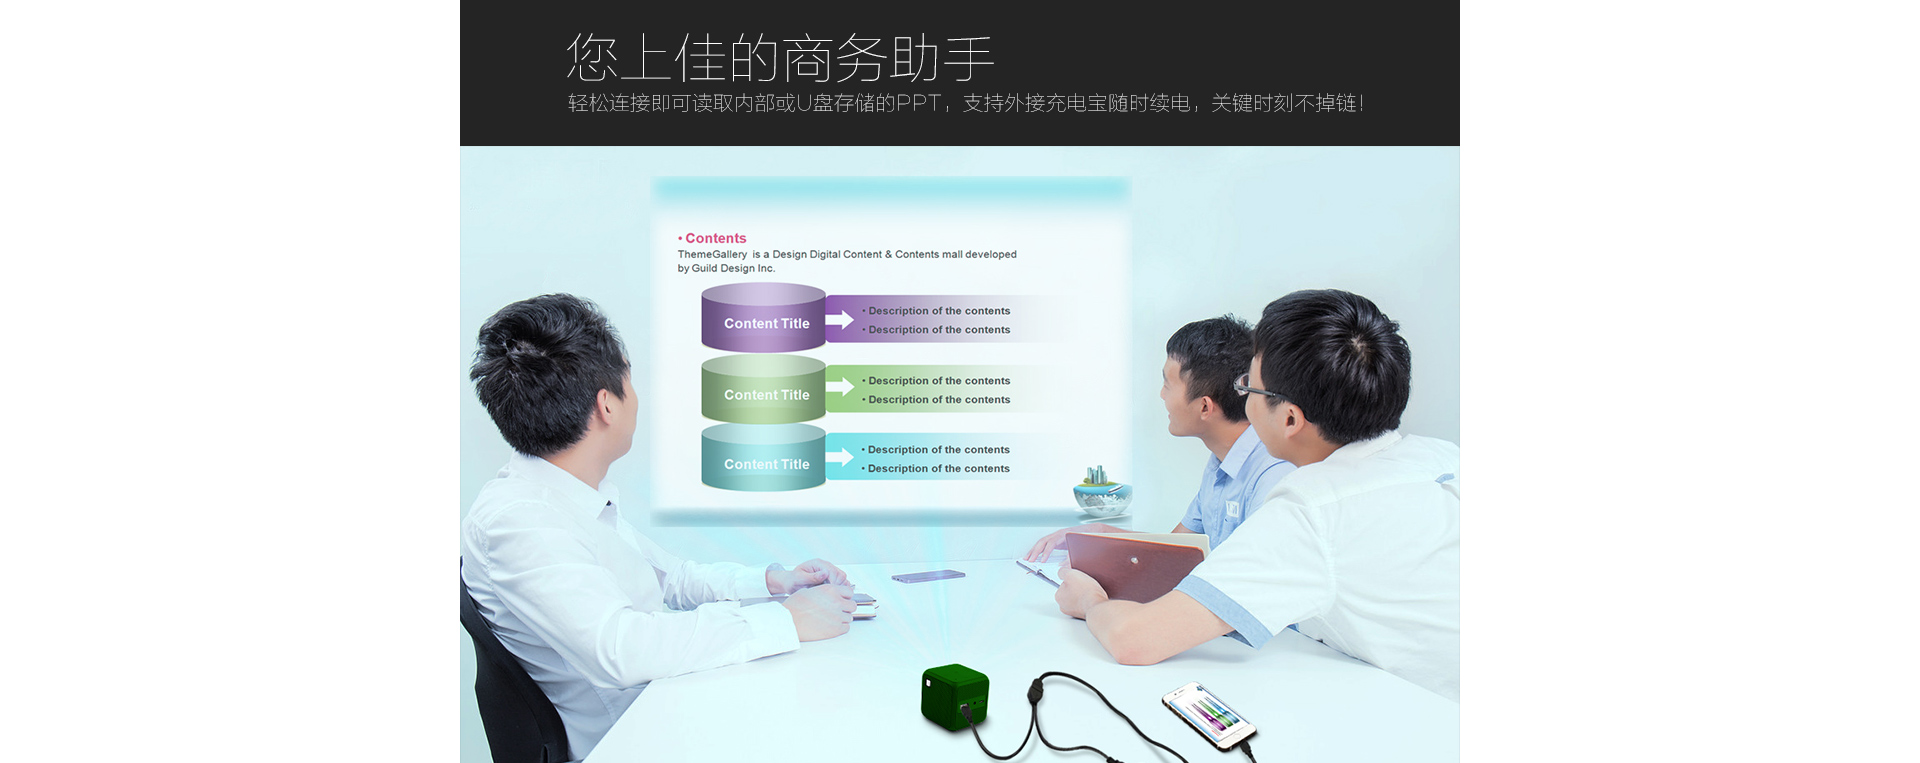 您上佳的商务助手
轻松连接即可读取内部或U盘存储的PPT，支持外接充电宝随时续电，关键时刻不掉链！
• Contents
ThemeGallery is a Design Digital Content & Contents mall developed
by Guild Design Inc.
Content Title
• Description of the contents
• Description of the contents
Content Title
• Description of the contents
• Description of the contents
Content Title
• Description of the contents
• Description of the contents